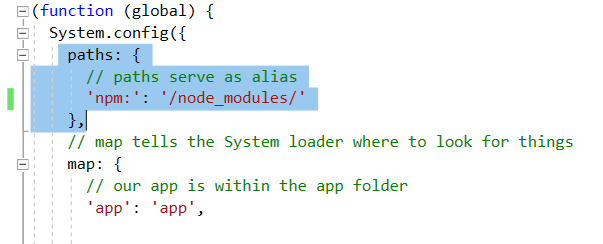 (function (global) {
System.config({
paths: {
// paths serve as alias
'npm:': '/node_modules/'
},
// map tells the System loader where to look for things
map: {
// our app is within the app folder
'app': 'app',